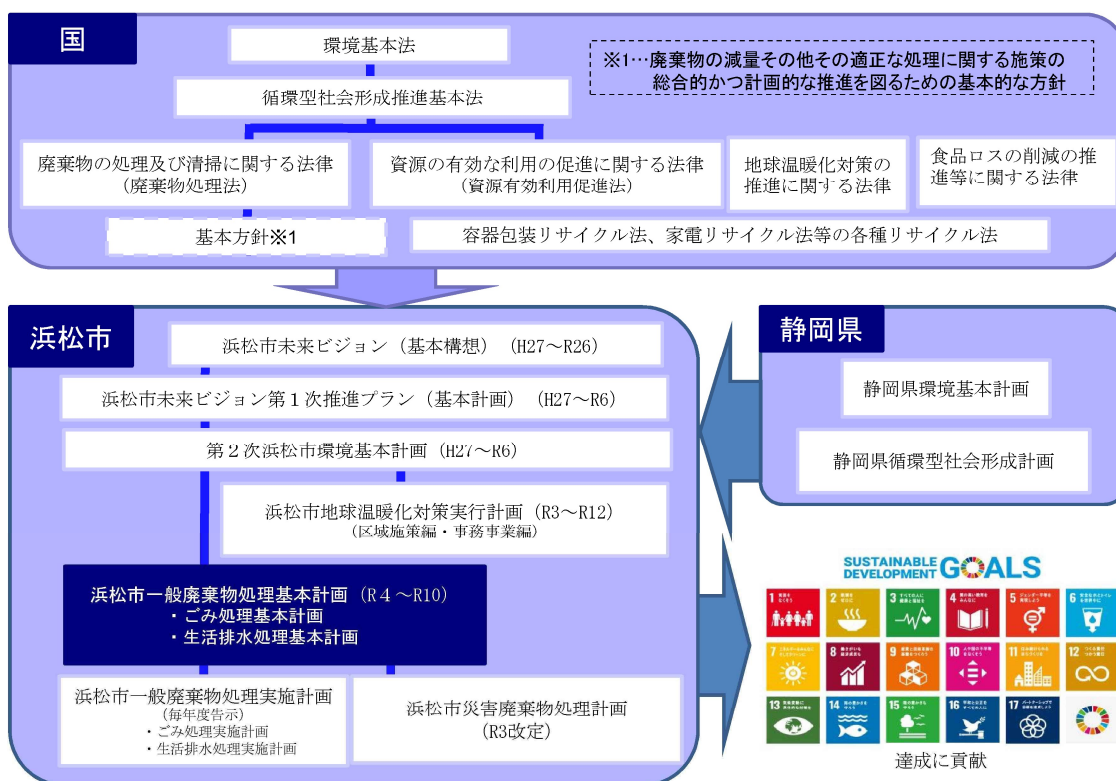 国
環境基本法
※1…廃棄物の減量その他その適正な処理に関する施策の
総合的かつ計画的な推進を図るための基本的な方針
循環型社会形成推進基本法
廃棄物の処理及び清掃に関する法律
(廃棄物処理法)
資源の有効な利用の促進に関する法律
(資源有効利用促進法)
地球温暖化対策の
推進に関する法律
食品ロスの削減の推
進等に関する法律
基本方針※1
容器包装リサイクル法、家電リサイクル法等の各種リサイクル法
浜松市
浜松市未来ビジョン（基本構想）（H27～R26）
浜松市未来ビジョン第１次推進プラン（基本計画）（H27～R6）
第２次浜松市環境基本計画（H27～R6）
浜松市地球温暖化対策実行計画（R3～R12）
（区域施策編・事務事業編）
浜松市一般廃棄物処理基本計画（R４～R10）
・ごみ処理基本計画
・生活排水処理基本計画
浜松市一般廃棄物処理実施計画
（毎年度告示）
・ごみ処理実施計画
・生活排水処理実施計画
浜松市災害廃棄物処理計画
（R3改定）
静岡県
静岡県環境基本計画
静岡県循環型社会形成計画
SUSTAINABLE
DEVELOPMENT GOALS
1
2
3
4
5
6
7
8
9
10
11
12
13
14
15
16
17
達成に貢献